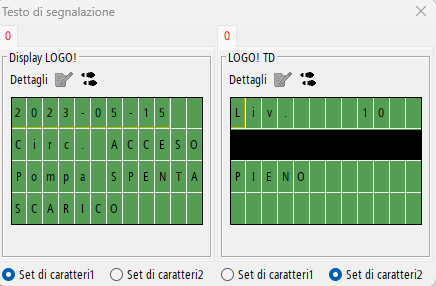 Testo di segnalazione
0
0
Display LOGO!
LOGO! TD
Dettagli
Dettagli
2023-05-15
Liv. 10
Circ. ACCESO
Pompa SPENTA
PIENO
SCARICO
Set di caratteri1
Set di caratteri2
Set di caratteri1
Set di caratteri2